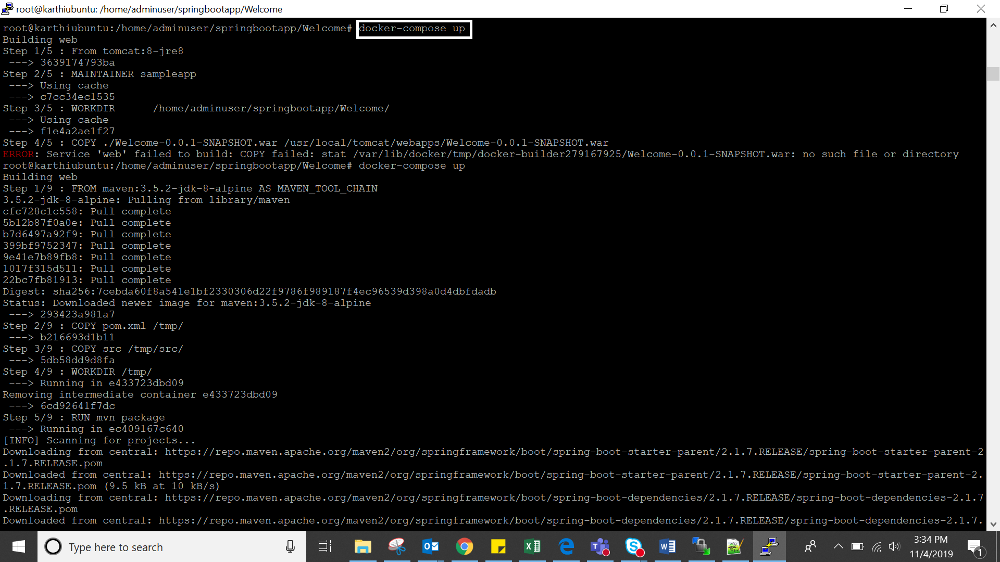 root@karthiubuntu: /home/adminuser/springbootapp/Welcome
root@karthiubuntu:/home/adminuser/springbootapp/Welcome# docker-compose up
Building web
Step 1/5 : From tomcat:8-jre8
 ---> 3639174793ba
Step 2/5 : MAINTAINER sampleapp
 ---> Using cache
 ---> c7cc34ec1535
Step 3/5 : WORKDIR      /home/adminuser/springbootapp/Welcome/
 ---> Using cache
 ---> f1e4a2ae1f27
Step 4/5 : COPY ./Welcome-0.0.1-SNAPSHOT.war /usr/local/tomcat/webapps/Welcome-0.0.1-SNAPSHOT.war
ERROR: Service 'web' failed to build: COPY failed: stat /var/lib/docker/tmp/docker-builder279167925/Welcome-0.0.1-SNAPSHOT.war: no such file or directory
root@karthiubuntu:/home/adminuser/springbootapp/Welcome# docker-compose up
Building web
Step 1/9 : FROM maven:3.5.2-jdk-8-alpine AS MAVEN_TOOL_CHAIN
3.5.2-jdk-8-alpine: Pulling from library/maven
cfc728c1c558: Pull complete
5b12b87f0a0e: Pull complete
b7d6497a92f9: Pull complete
399bf9752347: Pull complete
9e41e7b89fb8: Pull complete
1017f315d511: Pull complete
22bc7fb81913: Pull complete
Digest: sha256:7cebda60f8a541e1bf2330306d22f9786f989187f4ec96539d398a0d4dbfdadb
Status: Downloaded newer image for maven:3.5.2-jdk-8-alpine
 ---> 293423a981a7
Step 2/9 : COPY pom.xml /tmp/
 ---> b216693d1b11
Step 3/9 : COPY src /tmp/src/
 ---> 5db58dd9d8fa
Step 4/9 : WORKDIR /tmp/
 ---> Running in e433723dbd09
Removing intermediate container e433723dbd09
 ---> 6cd92641f7dc
Step 5/9 : RUN mvn package
 ---> Running in ec409167c640
[INFO] Scanning for projects...
Downloading from central: https://repo.maven.apache.org/maven2/org/springframework/boot/spring-boot-starter-parent/2.1.7.RELEASE/spring-boot-starter-parent-2
.1.7.RELEASE.pom
Downloaded from central: https://repo.maven.apache.org/maven2/org/springframework/boot/spring-boot-starter-parent/2.1.7.RELEASE/spring-boot-starter-parent-2.
1.7.RELEASE.pom (9.5 kB at 10 kB/s)
Downloading from central: https://repo.maven.apache.org/maven2/org/springframework/boot/spring-boot-dependencies/2.1.7.RELEASE/spring-boot-dependencies-2.1.7
.RELEASE.pom
Downloaded from central: https://repo.maven.apache.org/maven2/org/springframework/boot/spring-boot-dependencies/2.1.7.RELEASE/spring-boot-dependencies-2.1.7.
Type here to search
3:34 PM
11/4/2019
1